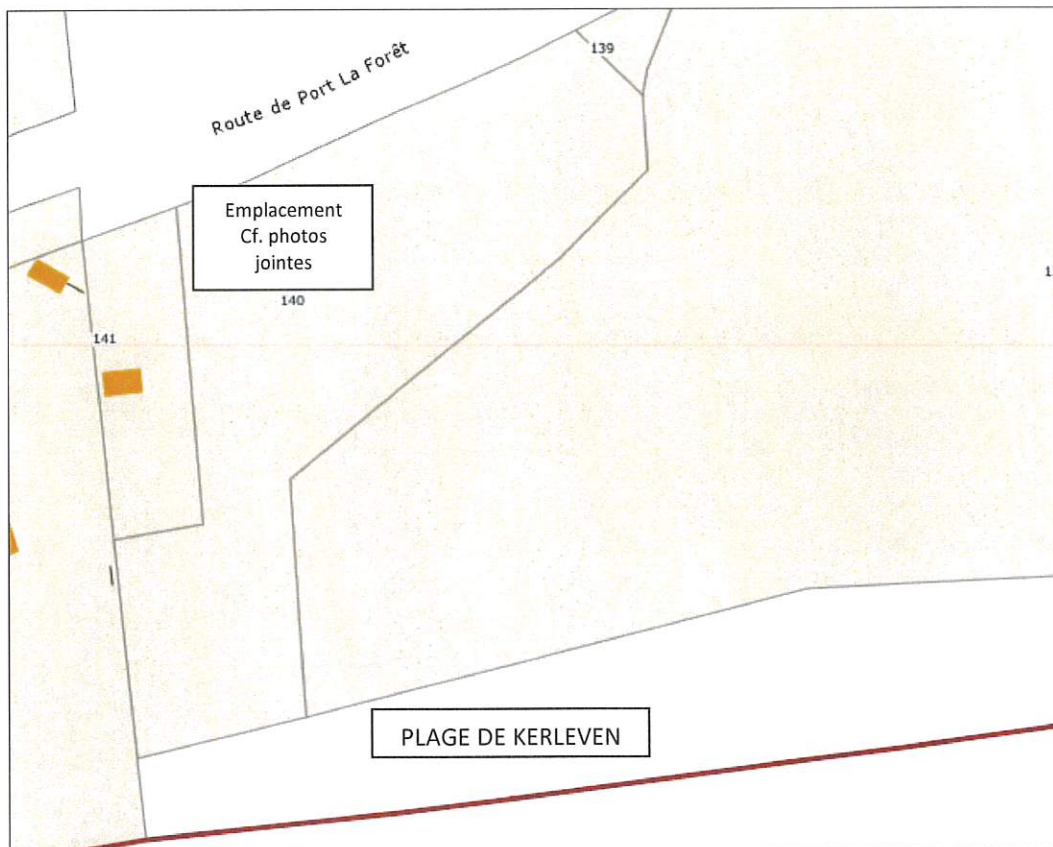 139
Route de Port La Forêt
Emplacement
Cf. photos
jointes
140
141
PLAGE DE KERLEVEN